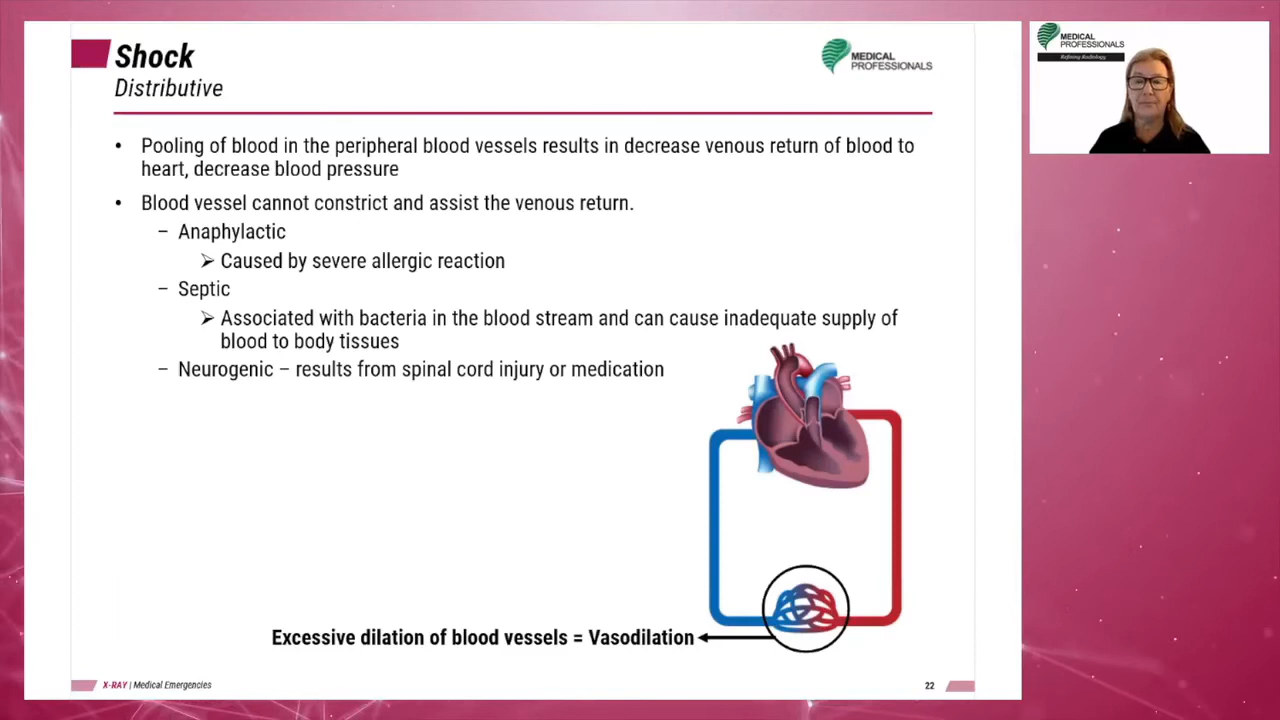 Shock
Distributive
MEDICAL
PROFESSIONALS
• Pooling of blood in the peripheral blood vessels results in decrease venous return of blood to
heart, decrease blood pressure
• Blood vessel cannot constrict and assist the venous return.
– Anaphylactic
➢ Caused by severe allergic reaction
– Septic
➢ Associated with bacteria in the blood stream and can cause inadequate supply of
blood to body tissues
– Neurogenic – results from spinal cord injury or medication
Excessive dilation of blood vessels = Vasodilation
X-RAY | Medical Emergencies
22
MEDICAL
PROFESSIONALS
Refining Radiology